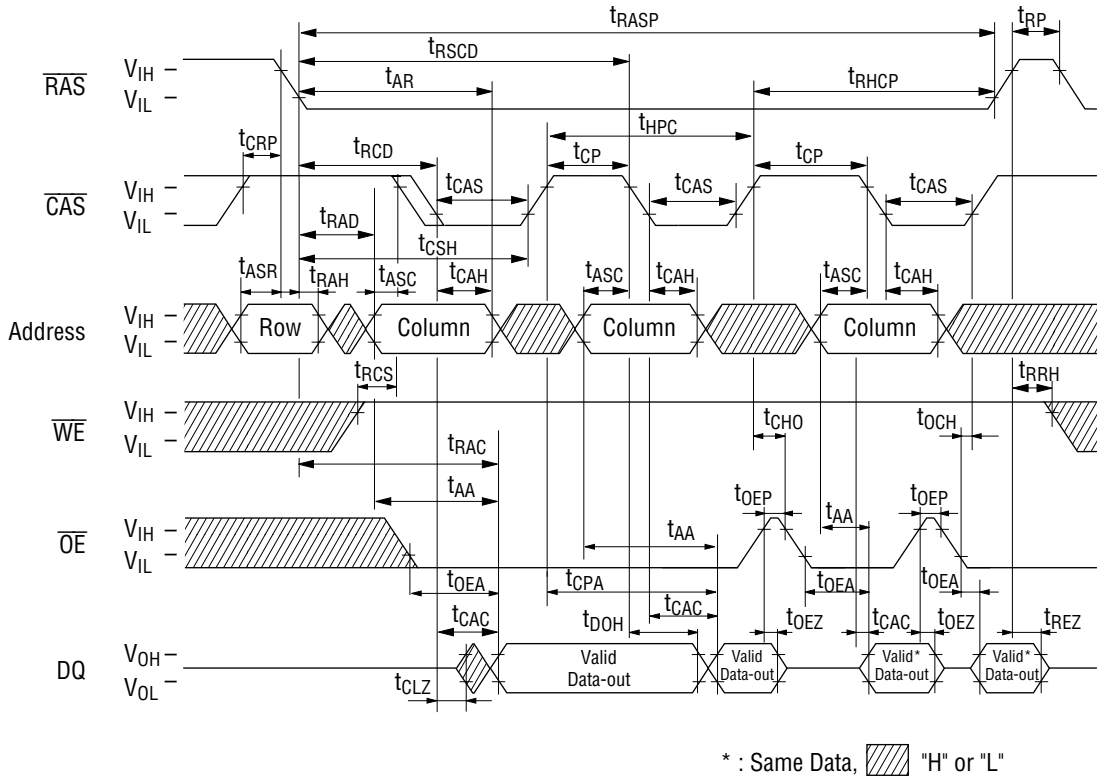 tRASP tRP
tRSCD
tAR tRHCP
RAS VIH
VIL
tCRP tRCD tHPC
tCP tCP
CAS VIH
VIL
tCAS tCAS tCAS
tRAD
tCSH
tASR tRAH tASC tCAH tASC tCAH tASC tCAH
Address VIH
VIL
Row Column Column Column
tRCS tRRH
WE VIH
VIL
tCHO tOCH
tRAC
tAA tOEP tOEP
OE VIH
VIL
tAA tAA
tOEA tCPA tOEA tOEA
tCAC tDOH tCAC tOEZ tCAC tOEZ tREZ
DQ VOH
VOL
Valid Data-out
Valid Data-out
Valid* Data-out
Valid* Data-out
tCLZ
* : Same Data, "H" or "L"